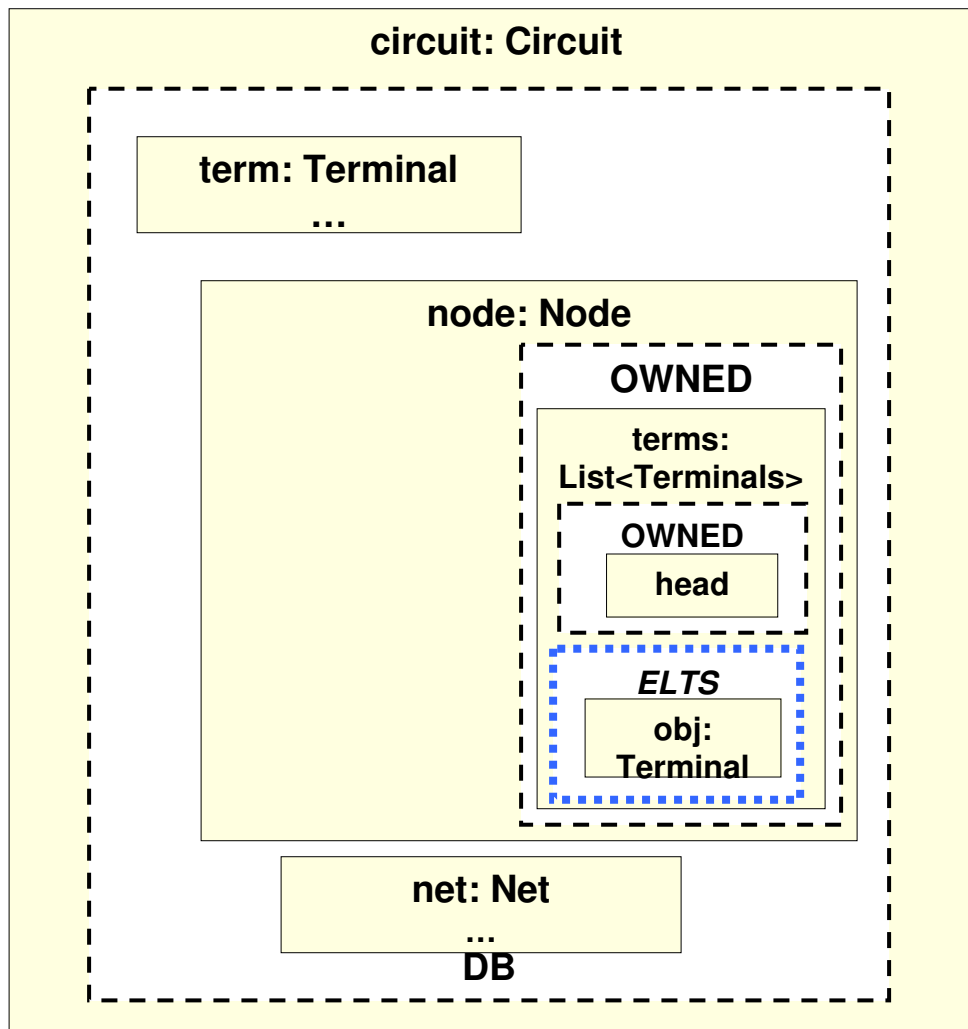 circuit: Circuit
term: Terminal
...
node: Node
OWNED
terms:
List<Terminals>
OWNED
head
ELTS
obj:
Terminal
net: Net
...
DB